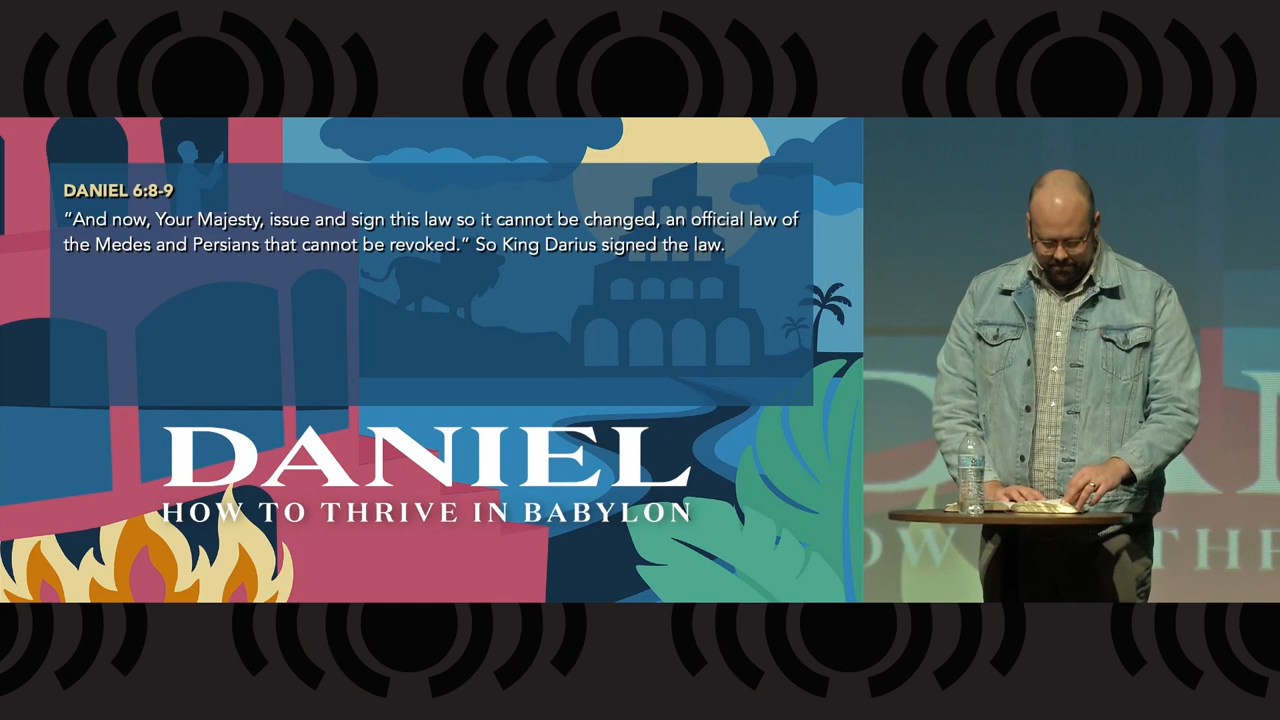 DANIEL 6:8-9
“And now, Your Majesty, issue and sign this law so it cannot be changed, an official law of
the Medes and Persians that cannot be revoked.” So King Darius signed the law.
DANIEL
HOW TO THRIVE IN BABYLON